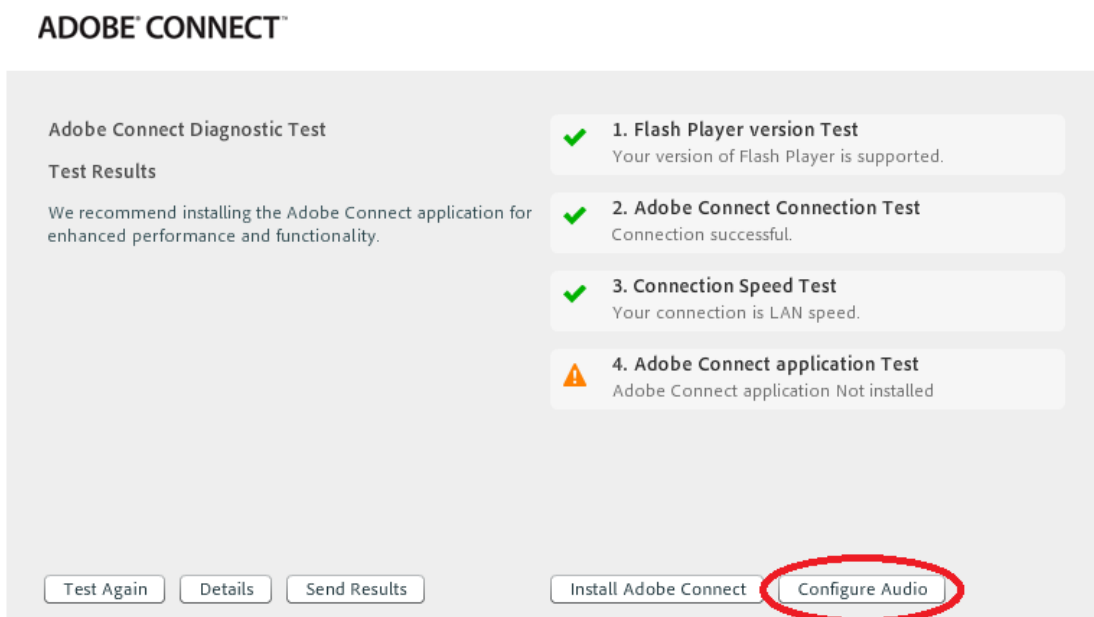 ADOBE® CONNECT™
Adobe Connect Diagnostic Test
Test Results
We recommend installing the Adobe Connect application for
enhanced performance and functionality.
1. Flash Player version Test
Your version of Flash Player is supported.
2. Adobe Connect Connection Test
Connection successful.
3. Connection Speed Test
Your connection is LAN speed.
4. Adobe Connect application Test
Adobe Connect application Not installed
Test Again Details Send Results Install Adobe Connect Configure Audio